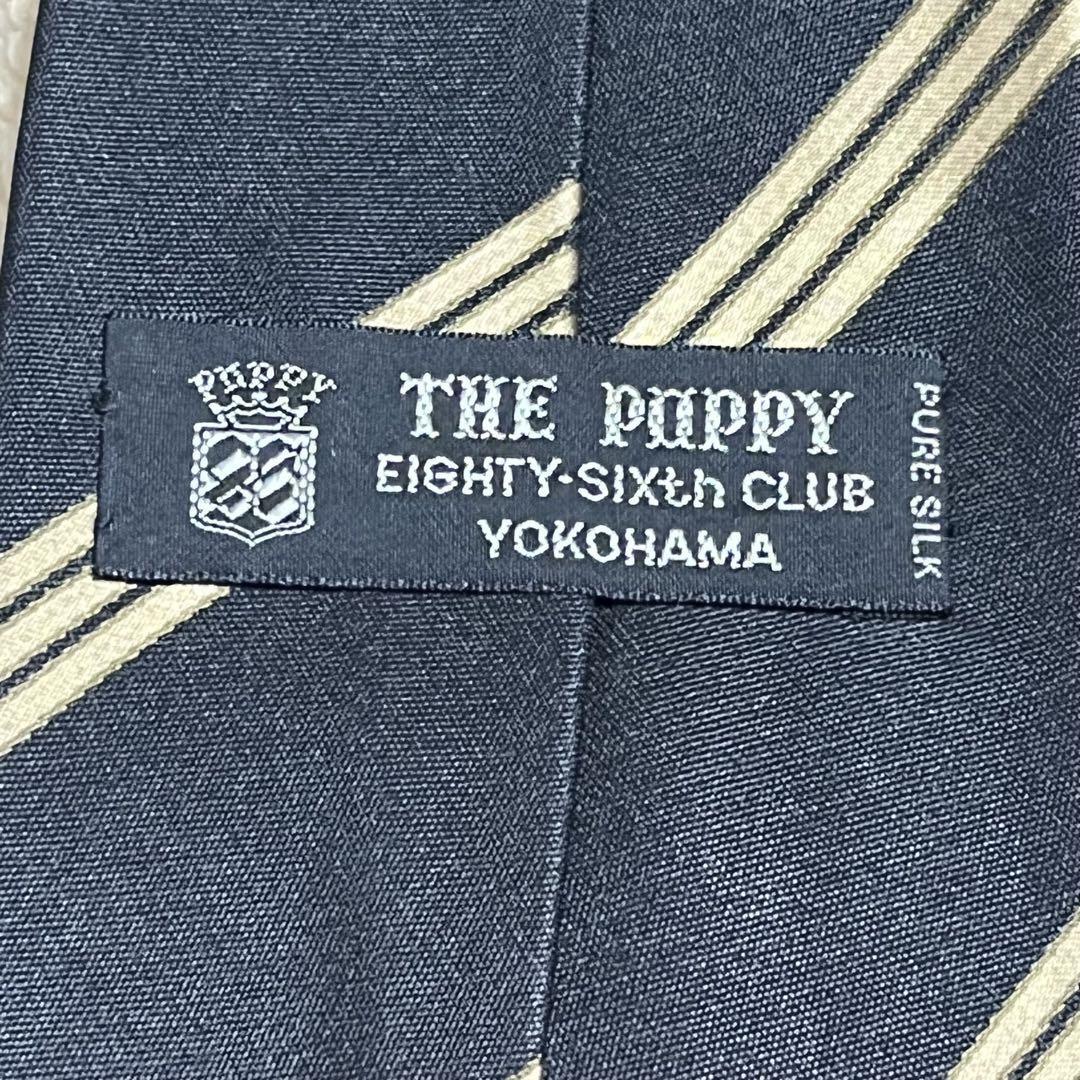 PUPPY
THE PUPPY
EIGHTY-SIXth CLUB
YOKOHAMA
PURE SILK